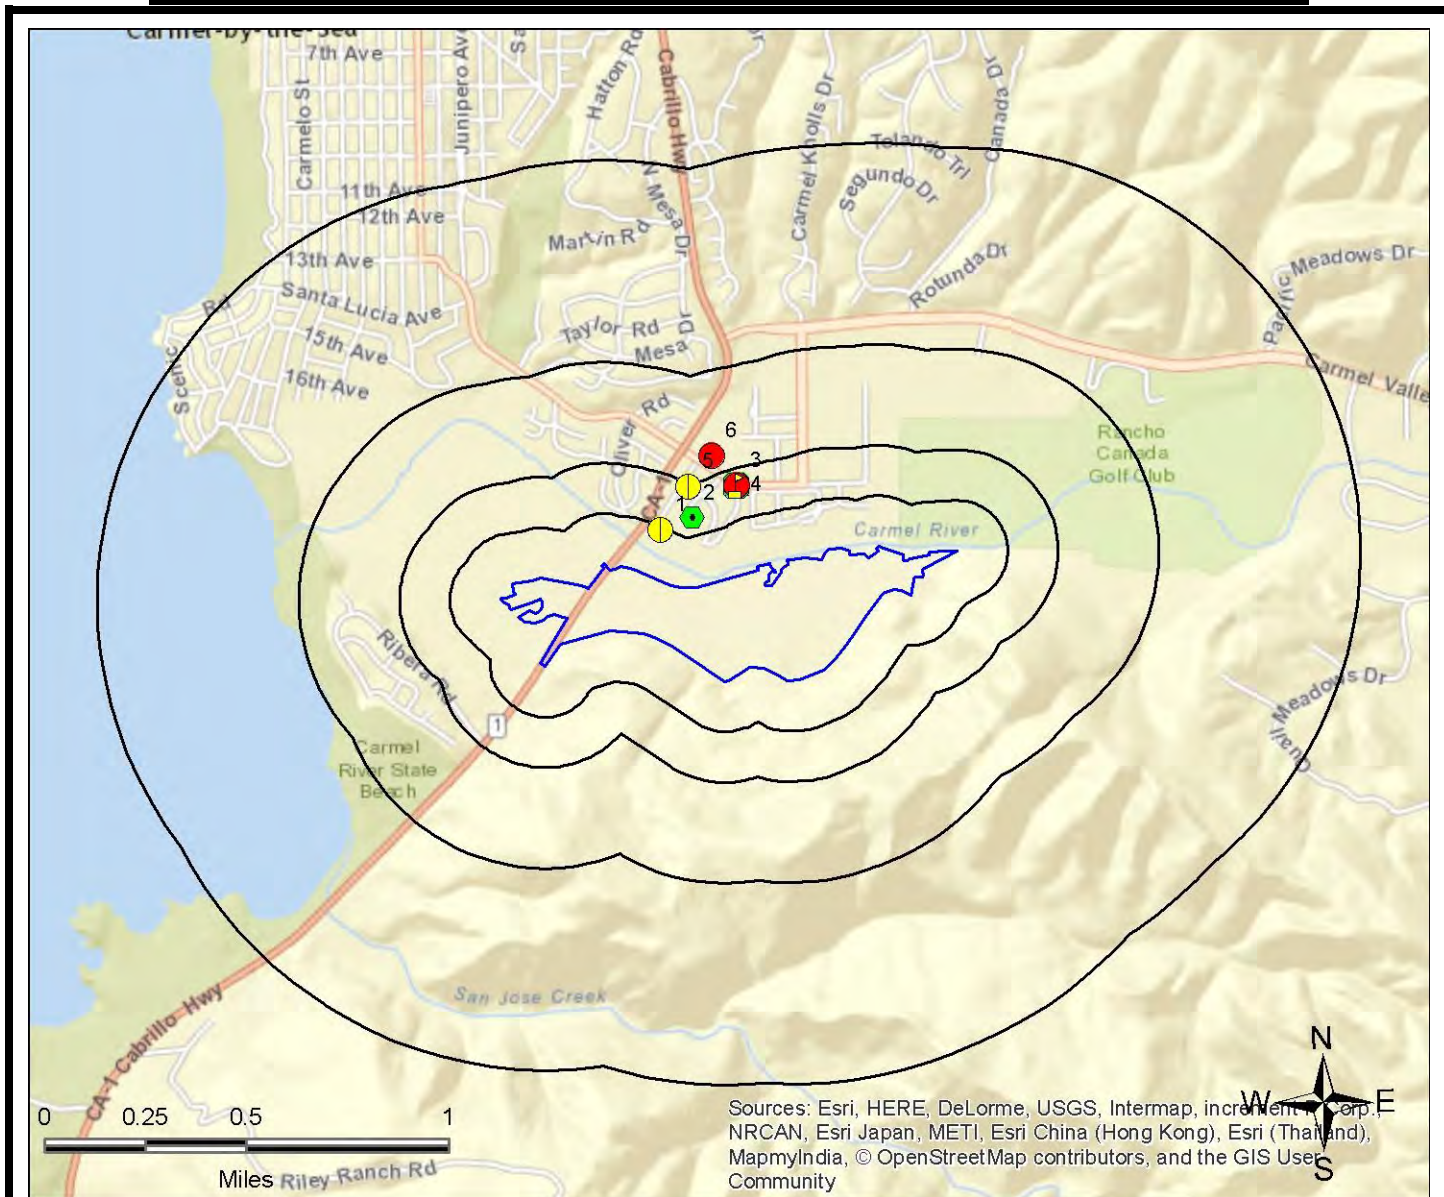 Carmel-by-the-Sea
7th Ave
Carmelo St
Junipero Ave
Hatton Rd
Cabrillo Hwy
Carmel Knolls Dr
Canada Dr
Tolando Trl
Segundo Dr
11th Ave
12th Ave
N Mesa Dr
Martin Rd
13th Ave
Rotunda Dr
Meadows Dr
Pacific
Santa Lucia Ave
Rd
Scenic
15th Ave
16th Ave
Taylor Rd
Mesa Dr
Carmel Valle
Oliver Rd
6
5
3
4
2
1
CA-1
Rancho
Canada
Golf Club
Carmel River
Ribera Rd
1
Carmel
River State
Beach
Quail Meadows Dr
San Jose Creek
CA-1 Cabrillo Hwy
N
W
E
S
0 0.25 0.5 1
Miles
Riley Ranch Rd
Sources: Esri, HERE, DeLorme, USGS, Intermap, increment P Corp.,
NRCAN, Esri Japan, METI, Esri China (Hong Kong), Esri (Thailand),
MapmyIndia, © OpenStreetMap contributors, and the GIS User
Community